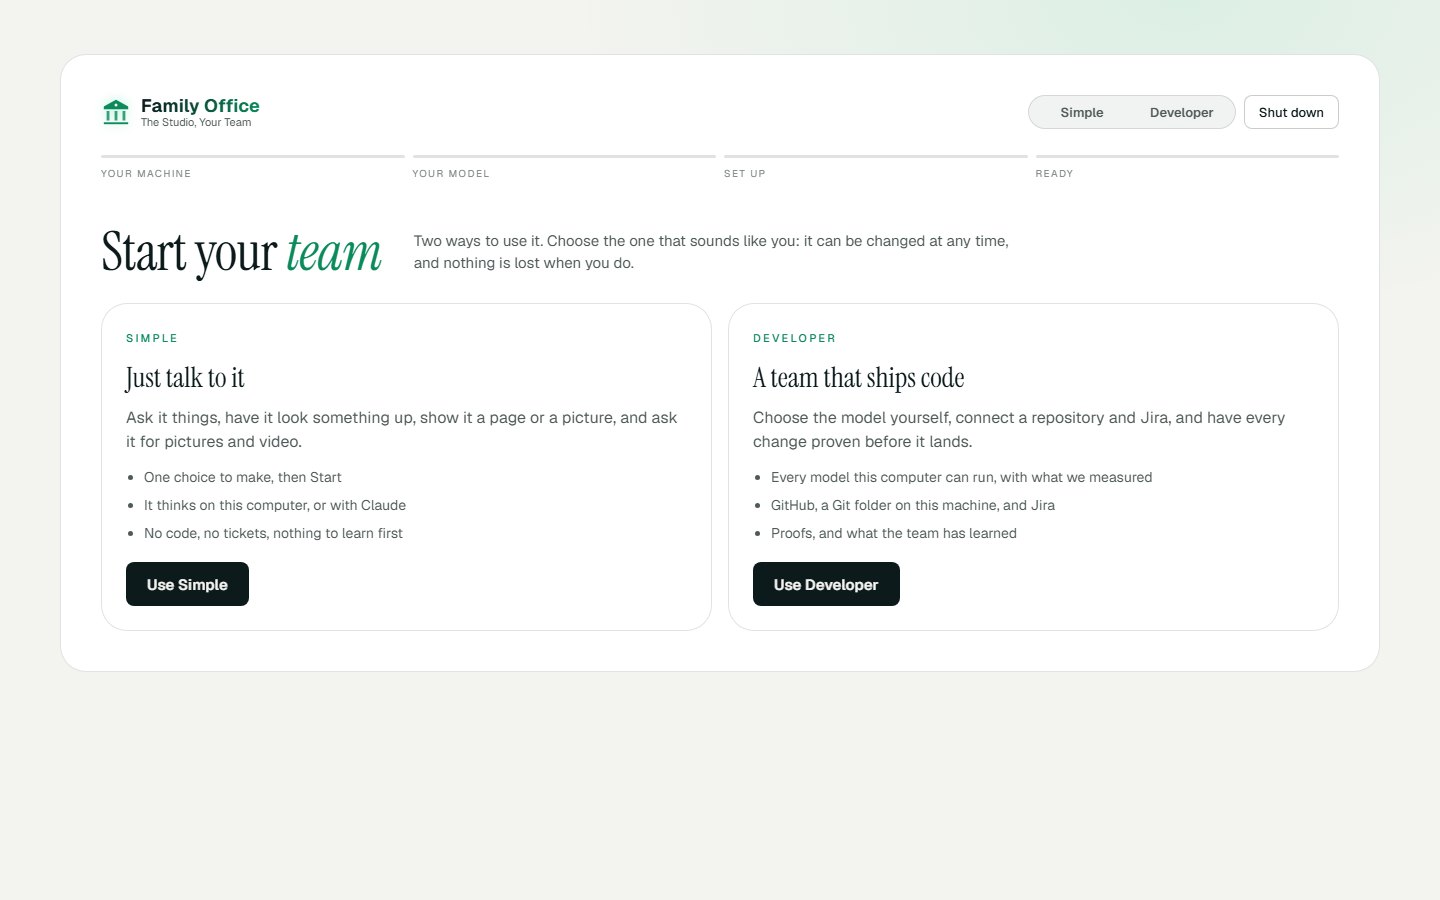 Family Office
The Studio, Your Team
Simple
Developer
Shut down
YOUR MACHINE
YOUR MODEL
SET UP
READY
Start your team
Two ways to use it. Choose the one that sounds like you: it can be changed at any time,
and nothing is lost when you do.
SIMPLE
Just talk to it
Ask it things, have it look something up, show it a page or a picture, and ask
it for pictures and video.
One choice to make, then Start
It thinks on this computer, or with Claude
No code, no tickets, nothing to learn first
Use Simple
DEVELOPER
A team that ships code
Choose the model yourself, connect a repository and Jira, and have every
change proven before it lands.
Every model this computer can run, with what we measured
GitHub, a Git folder on this machine, and Jira
Proofs, and what the team has learned
Use Developer